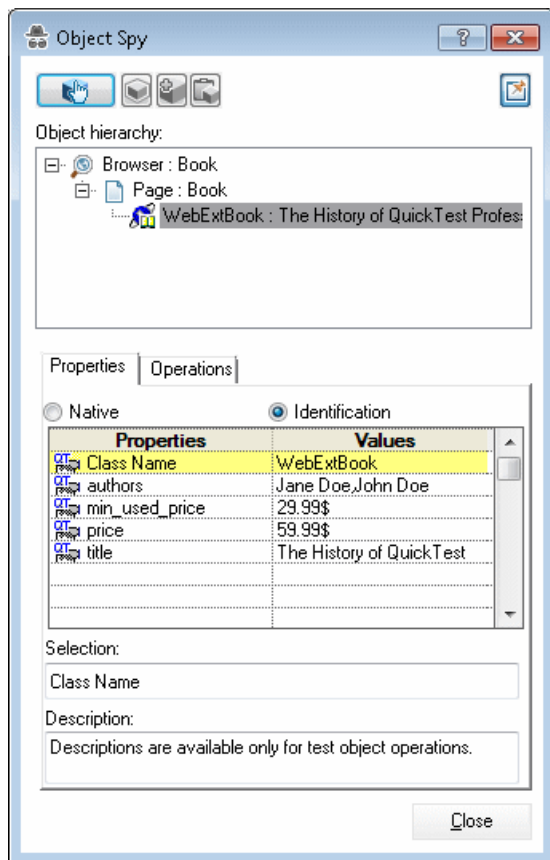 Object Spy
Object hierarchy:
Browser : Book
Page : Book
WebExtBook : The History of QuickTest Profes
Properties Operations
Native Identification
Properties Values
Class Name WebExtBook
authors Jane Doe,John Doe
min_used_price 29.99$
price 59.99$
title The History of QuickTest
Selection:
Class Name
Description:
Descriptions are available only for test object operations.
Close